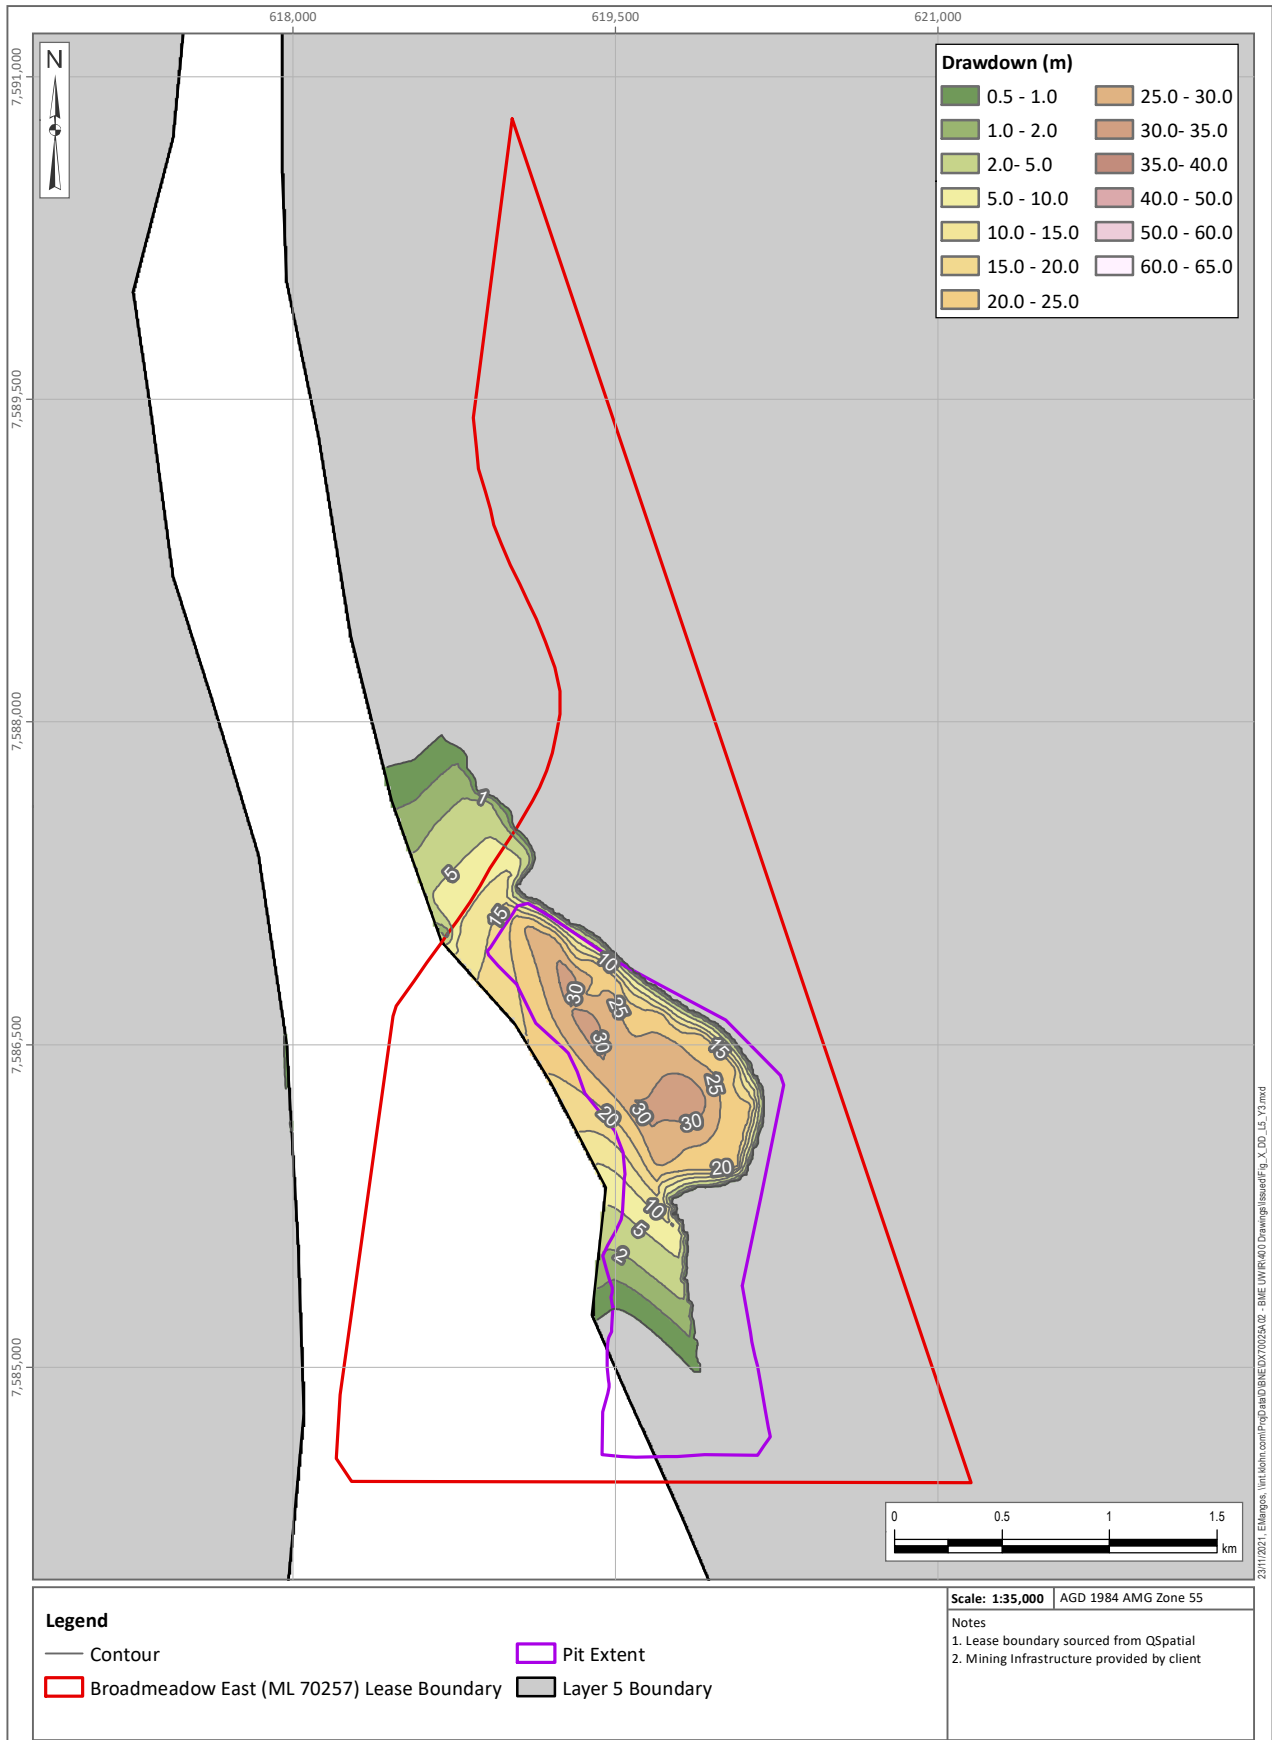 618,000 619,500 621,000
N
7,591,000
7,589,500
7,588,000
7,586,500
7,585,000
Drawdown (m)
0.5 - 1.0
1.0 - 2.0
2.0- 5.0
5.0 - 10.0
10.0 - 15.0
15.0 - 20.0
20.0 - 25.0
25.0 - 30.0
30.0- 35.0
35.0- 40.0
40.0 - 50.0
50.0 - 60.0
60.0 - 65.0
1
5
15
10
30
25
30
15
25
20
30
30
20
10
5
2
0 0.5 1 1.5
km
Legend
Contour
Broadmeadow East (ML 70257) Lease Boundary
Pit Extent
Layer 5 Boundary
Scale: 1:35,000 AGD 1984 AMG Zone 55
Notes
1. Lease boundary sourced from QSpatial
2. Mining Infrastructure provided by client